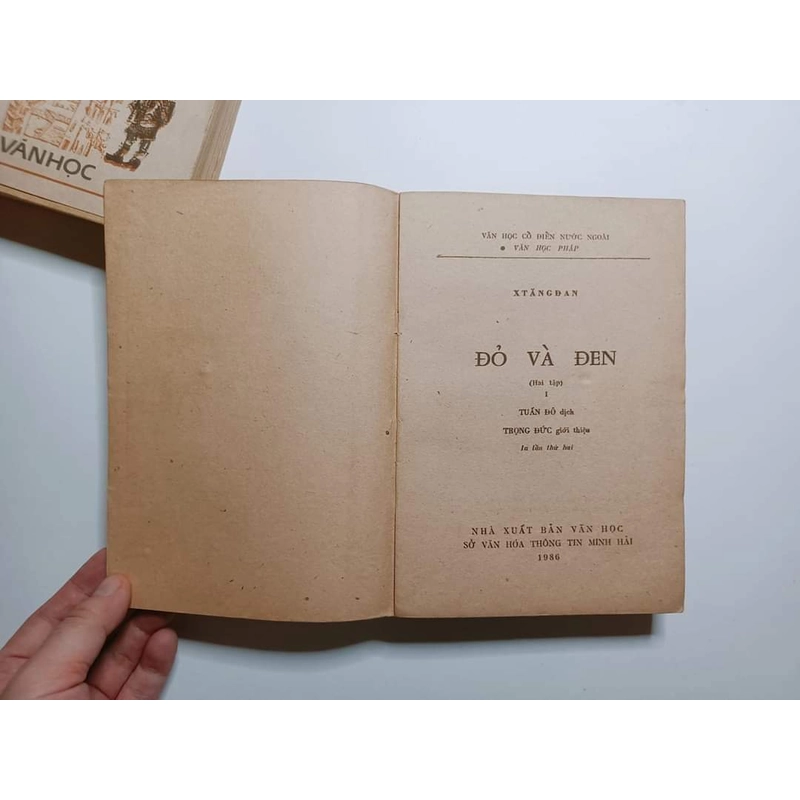 VĂN HỌC
VĂN HỌC CỔ ĐIỂN NƯỚC NGOÀI
VĂN HỌC PHÁP
XTĂNGĐAN
ĐỎ VÀ ĐEN
(Hai tập)
I
TUẤN ĐÔ dịch
TRỌNG ĐỨC giới thiệu
In lần thứ hai
NHÀ XUẤT BẢN VĂN HỌC
SỞ VĂN HÓA THÔNG TIN MINH HẢI
1986